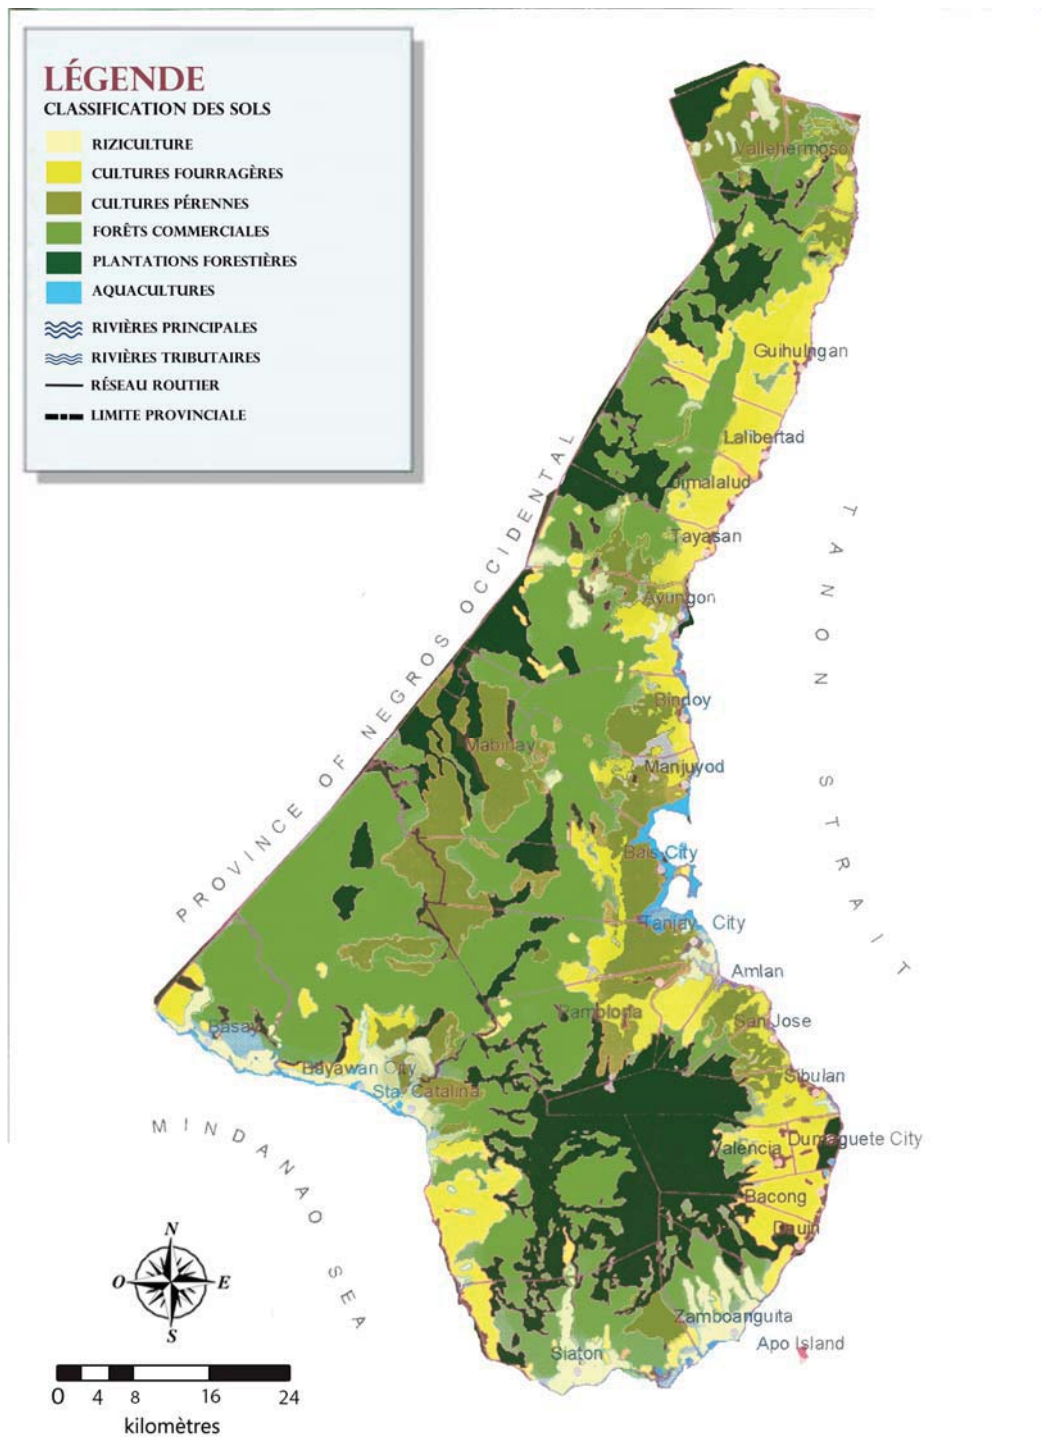 LÉGENDE
CLASSIFICATION DES SOLS
RIZICULTURE
CULTURES FOURRAGÈRES
CULTURES PÉRENNES
FORÊTS COMMERCIALES
PLANTATIONS FORESTIÈRES
AQUACULTURES
RIVIÈRES PRINCIPALES
RIVIÈRES TRIBUTAIRES
RÉSEAU ROUTIER
LIMITE PROVINCIALE
Vallehermoso
Guihulngan
Lalibertad
Jimalalud
Tayasan
Ayungon
Bindoy
Mabinay
Manjuyod
Bais City
Tanjay City
Amlan
Pamplona
San Jose
Basay
Bayawan City
Sta. Catalina
Sibulan
Dumaguete City
Valencia
Bacong
Dauin
Zamboanguita
Apo Island
Siaton
PROVINCE OF NEGROS OCCIDENTAL
TANON STRAIT
MINDANAO SEA
N
O E
S
0 4 8 16 24
kilomètres